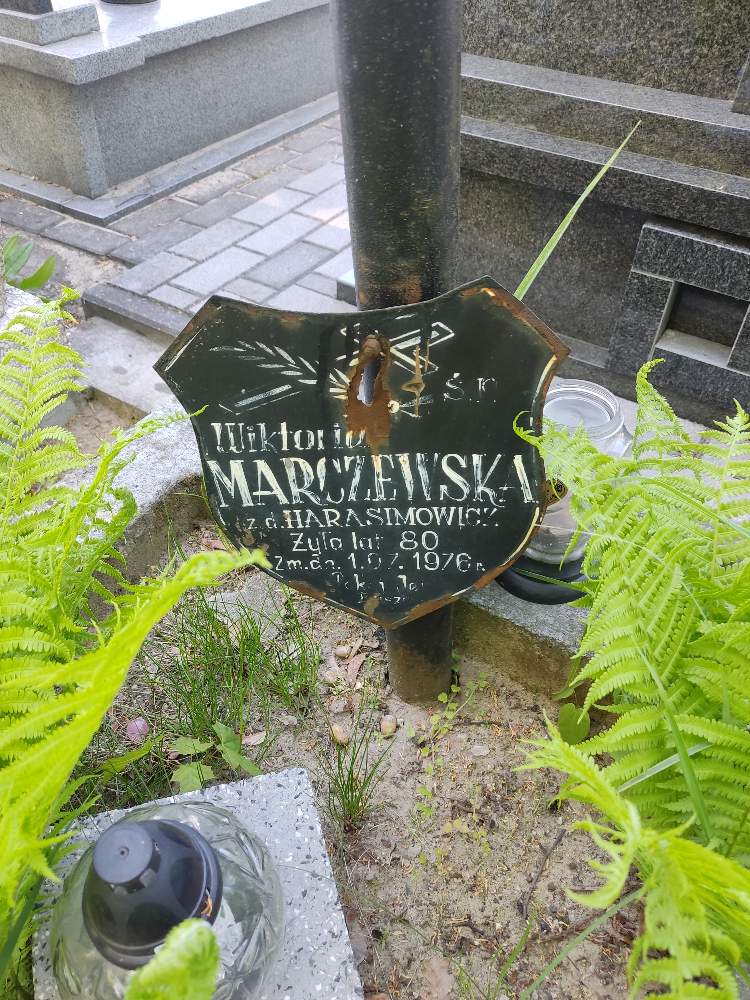 ś.p.
Wiktoria
MARCZEWSKA
z d. HARASIMOWICZ
Żyła lat 80
Zm.dn. 1.07.1976 r.